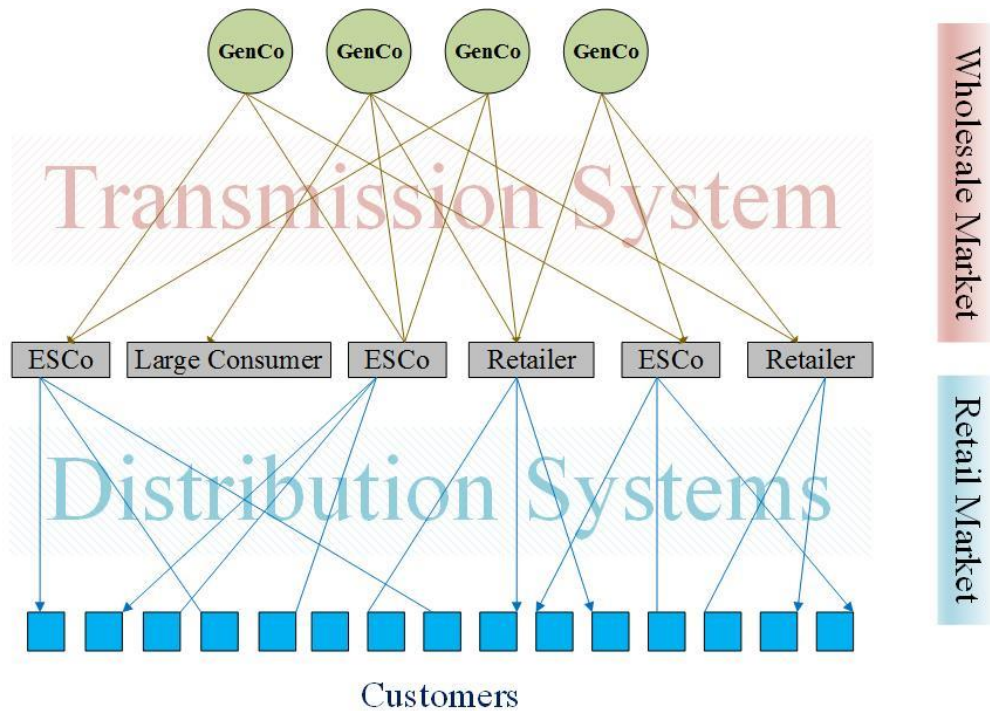 GenCo GenCo GenCo GenCo
Wholesale Market
Transmission System
ESCo Large Consumer ESCo Retailer ESCo Retailer
Retail Market
Distribution Systems
Customers